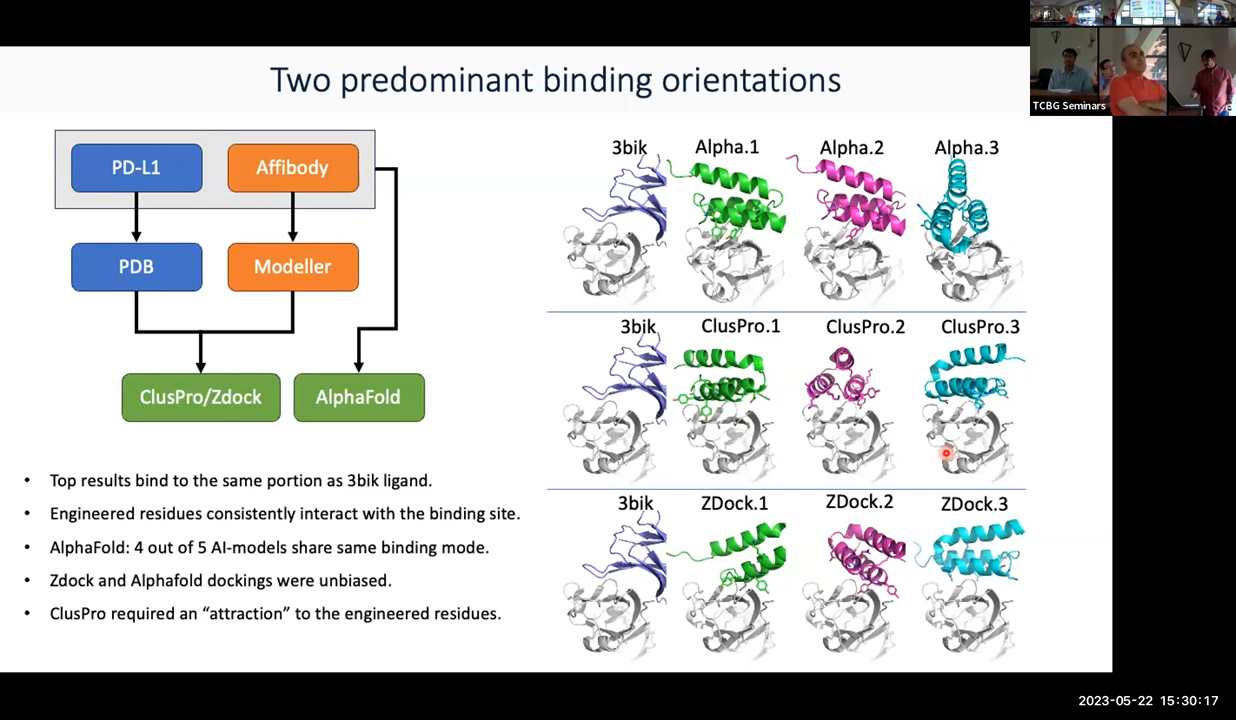 Two predominant binding orientations
TCBG Seminars
PD-L1
Affibody
PDB
Modeller
ClusPro/Zdock
AlphaFold
• Top results bind to the same portion as 3bik ligand.
• Engineered residues consistently interact with the binding site.
• AlphaFold: 4 out of 5 AI-models share same binding mode.
• Zdock and Alphafold dockings were unbiased.
• ClusPro required an “attraction” to the engineered residues.
3bik Alpha.1 Alpha.2 Alpha.3
3bik ClusPro.1 ClusPro.2 ClusPro.3
3bik ZDock.1 ZDock.2 ZDock.3
2023-05-22 15:30:17